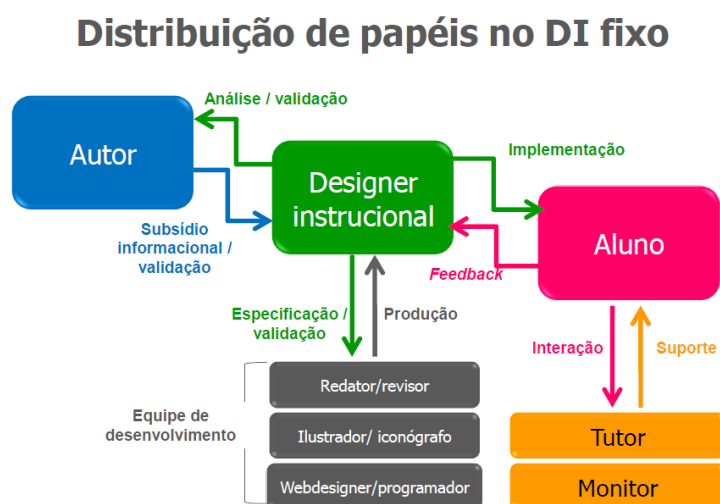 Distribuição de papéis no DI fixo
Análise / validação
Autor
Implementação
Designer
instrucional
Subsídio
informacional /
validação
Aluno
Feedback
Especificação /
validação
Produção
Interação
Suporte
Redator/revisor
Equipe de
desenvolvimento
Ilustrador/ iconógrafo
Tutor
Webdesigner/programador
Monitor